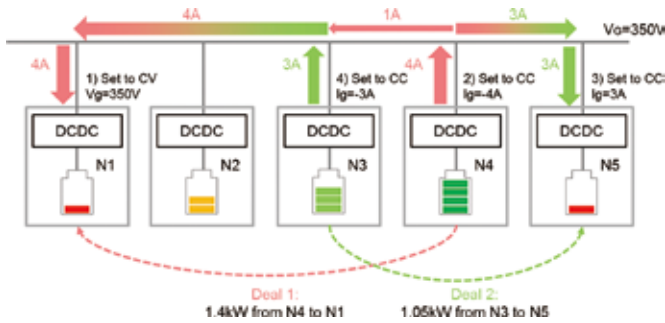 4A
1A
3A
Vg=350V
4A
1) Set to CV
Vg=350V
3A
4) Set to CC
Ig=-3A
4A
2) Set to CC
Ig=-4A
3A
3) Set to CC
Ig=3A
DCDC
DCDC
DCDC
DCDC
DCDC
N1
N2
N3
N4
N5
Deal 1:
1.4kW from N4 to N1
Deal 2:
1.05kW from N3 to N5